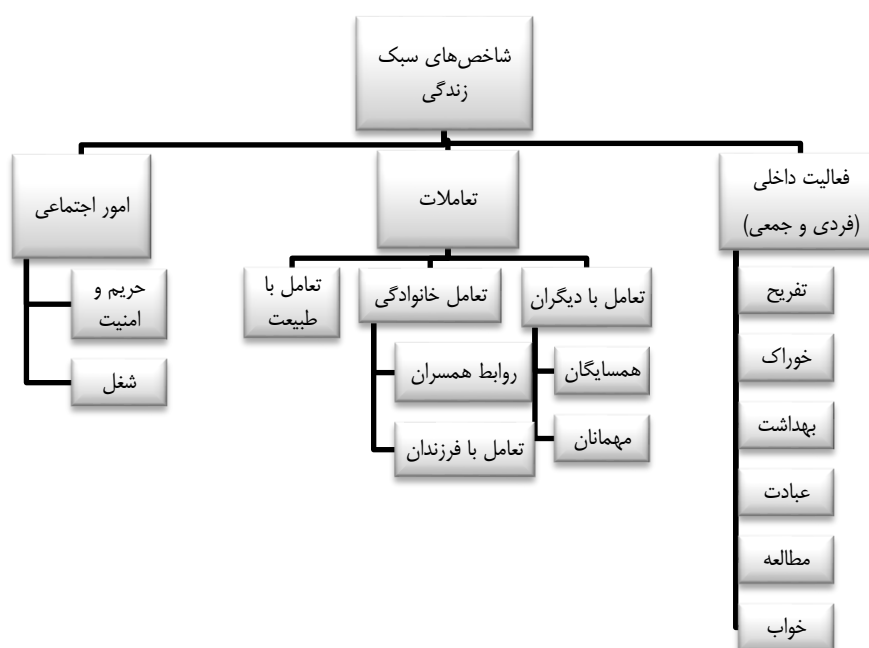 شاخص‌های سبک
زندگی
فعالیت داخلی
(فردی و جمعی)
تفریح
خوراک
بهداشت
عبادت
مطالعه
خواب
تعاملات
تعامل با دیگران
همسایگان
مهمانان
تعامل خانوادگی
روابط همسران
تعامل با فرزندان
تعامل با
طبیعت
امور اجتماعی
حریم و
امنیت
شغل